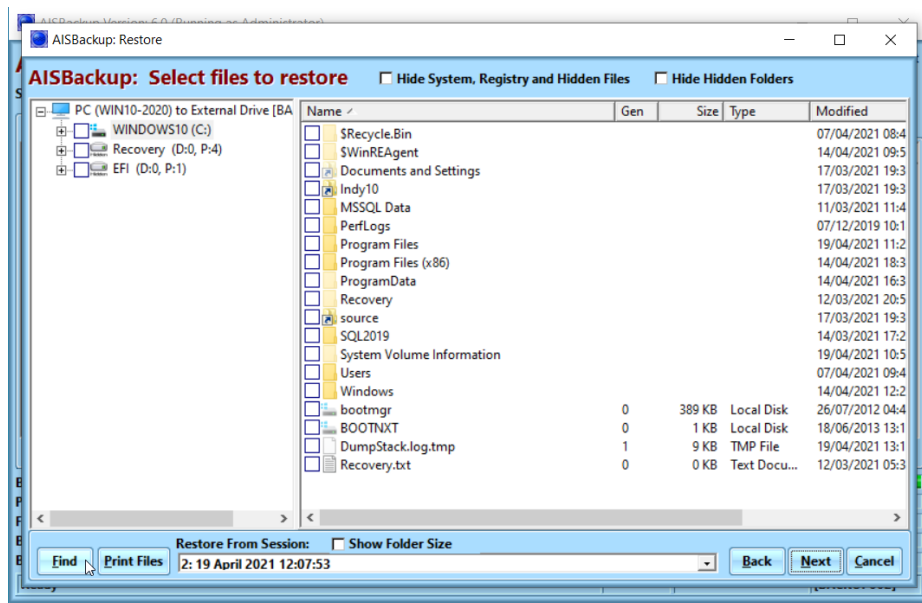 AISBackup Version: 6.0 (Running as Administrator)
AISBackup: Restore
AISBackup: Select files to restore
Hide System, Registry and Hidden Files
Hide Hidden Folders
PC (WIN10-2020) to External Drive [BA
WINDOWS10 (C:)
Recovery (D:0, P:4)
EFI (D:0, P:1)
Name Gen Size Type Modified
$Recycle.Bin 07/04/2021 08:4
$WinREAgent 14/04/2021 09:5
Documents and Settings 17/03/2021 19:3
Indy10 17/03/2021 19:3
MSSQL Data 11/03/2021 11:4
PerfLogs 07/12/2019 10:1
Program Files 19/04/2021 11:2
Program Files (x86) 14/04/2021 18:3
ProgramData 14/04/2021 16:3
Recovery 12/03/2021 20:5
source 17/03/2021 19:3
SQL2019 14/03/2021 17:2
System Volume Information 19/04/2021 10:5
Users 07/04/2021 09:4
Windows 14/04/2021 12:2
bootmgr 0 389 KB Local Disk 26/07/2012 04:4
BOOTNXT 0 1 KB Local Disk 18/06/2013 13:1
DumpStack.log.tmp 1 9 KB TMP File 19/04/2021 13:1
Recovery.txt 0 0 KB Text Docu... 12/03/2021 05:3
Restore From Session:
Show Folder Size
Find
Print Files
2: 19 April 2021 12:07:53
Back
Next
Cancel